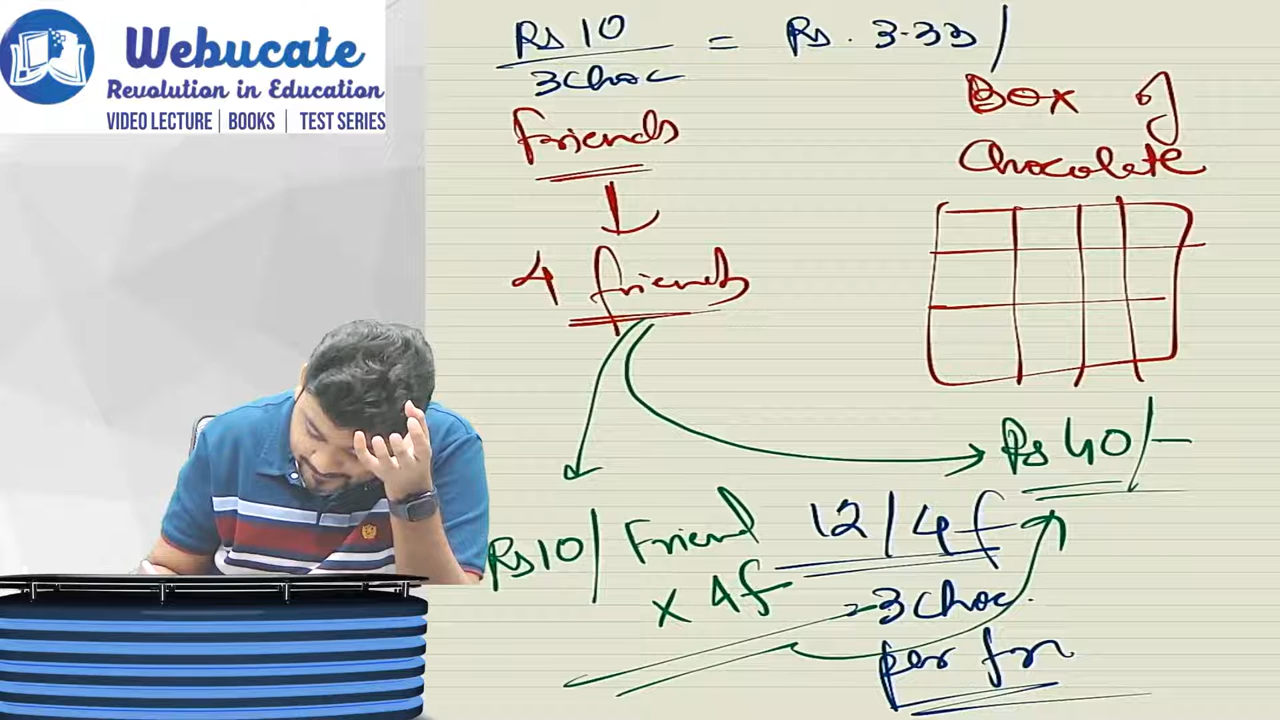 Webucate
Revolution in Education
VIDEO LECTURE | BOOKS | TEST SERIES
Rs 10
3 Choc
= Rs. 3.33 /
friends
4 friends
Box of
Chocolate
Rs 40/-
Rs 10 / Friend
x 4f
12 / 4 f
= 3 Choc.
per frn